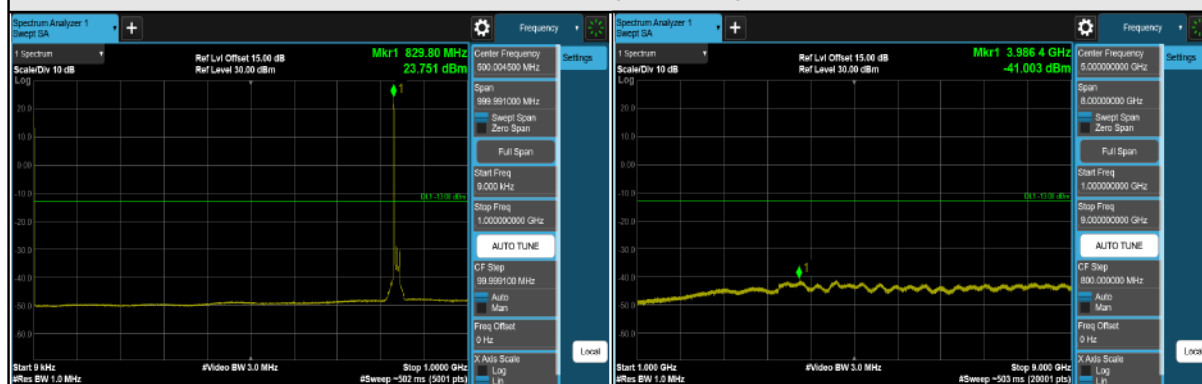 Spectrum Analyzer 1
Swept SA
+
Frequency
1 Spectrum
Scale/Div 10 dB
Log
Ref Lvl Offset 15.00 dB
Ref Level 30.00 dBm
Mkr1 829.80 MHz
23.751 dBm
1
20.0
10.0
0.00
-10.0
-20.0
-30.0
-40.0
-50.0
-60.0
DL1 -13.00 dBm
Start 9 kHz
#Res BW 1.0 MHz
#Video BW 3.0 MHz
Stop 1.0000 GHz
#Sweep ~502 ms (5001 pts)
Center Frequency
500.004500 MHz
Settings
Span
999.991000 MHz
Swept Span
Zero Span
Full Span
Start Freq
9.000 kHz
Stop Freq
1.000000000 GHz
AUTO TUNE
CF Step
99.999100 MHz
Auto
Man
Freq Offset
0 Hz
X Axis Scale
Log
Lin
Local
Spectrum Analyzer 1
Swept SA
+
Frequency
1 Spectrum
Scale/Div 10 dB
Log
Ref Lvl Offset 15.00 dB
Ref Level 30.00 dBm
Mkr1 3.986 4 GHz
-41.003 dBm
1
20.0
10.0
0.00
-10.0
-20.0
-30.0
-40.0
-50.0
-60.0
DL1 -13.00 dBm
Start 1.000 GHz
#Res BW 1.0 MHz
#Video BW 3.0 MHz
Stop 9.000 GHz
#Sweep ~503 ms (20001 pts)
Center Frequency
5.000000000 GHz
Settings
Span
8.00000000 GHz
Swept Span
Zero Span
Full Span
Start Freq
1.000000000 GHz
Stop Freq
9.000000000 GHz
AUTO TUNE
CF Step
800.000000 MHz
Auto
Man
Freq Offset
0 Hz
X Axis Scale
Log
Lin
Local